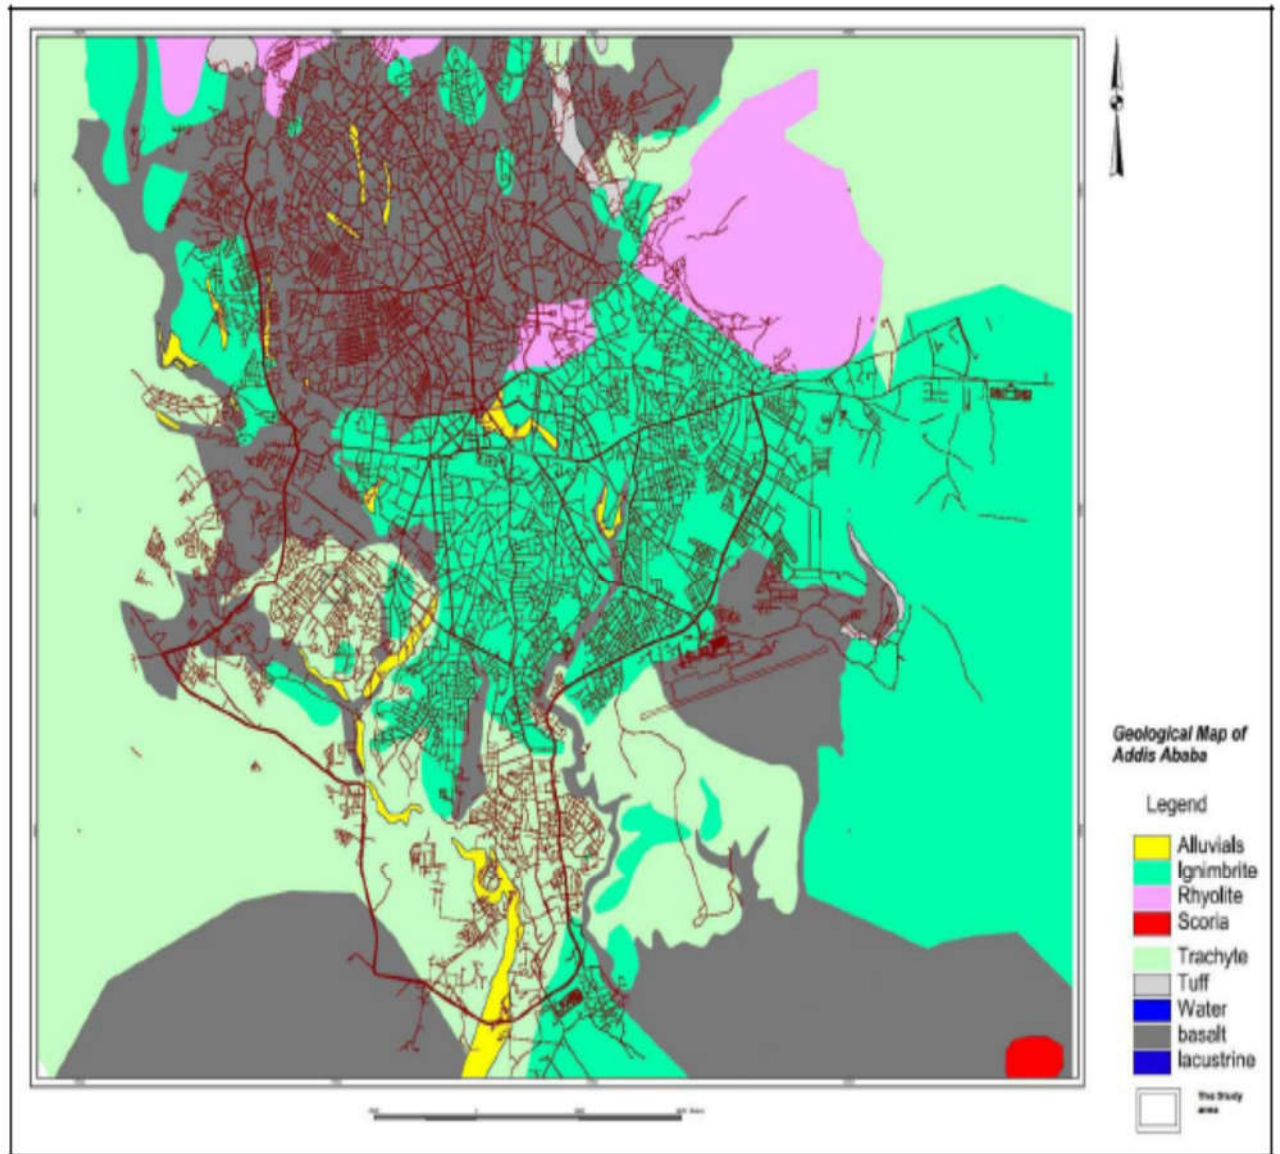 Geological Map of
Addis Ababa
Legend
Alluvials
Ignimbrite
Rhyolite
Scoria
Trachyte
Tuff
Water
basalt
lacustrine
The Study
area